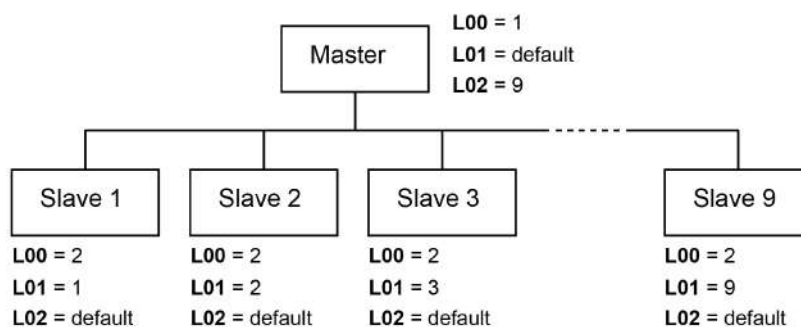 Master
L00 = 1
L01 = default
L02 = 9
Slave 1
L00 = 2
L01 = 1
L02 = default
Slave 2
L00 = 2
L01 = 2
L02 = default
Slave 3
L00 = 2
L01 = 3
L02 = default
Slave 9
L00 = 2
L01 = 9
L02 = default